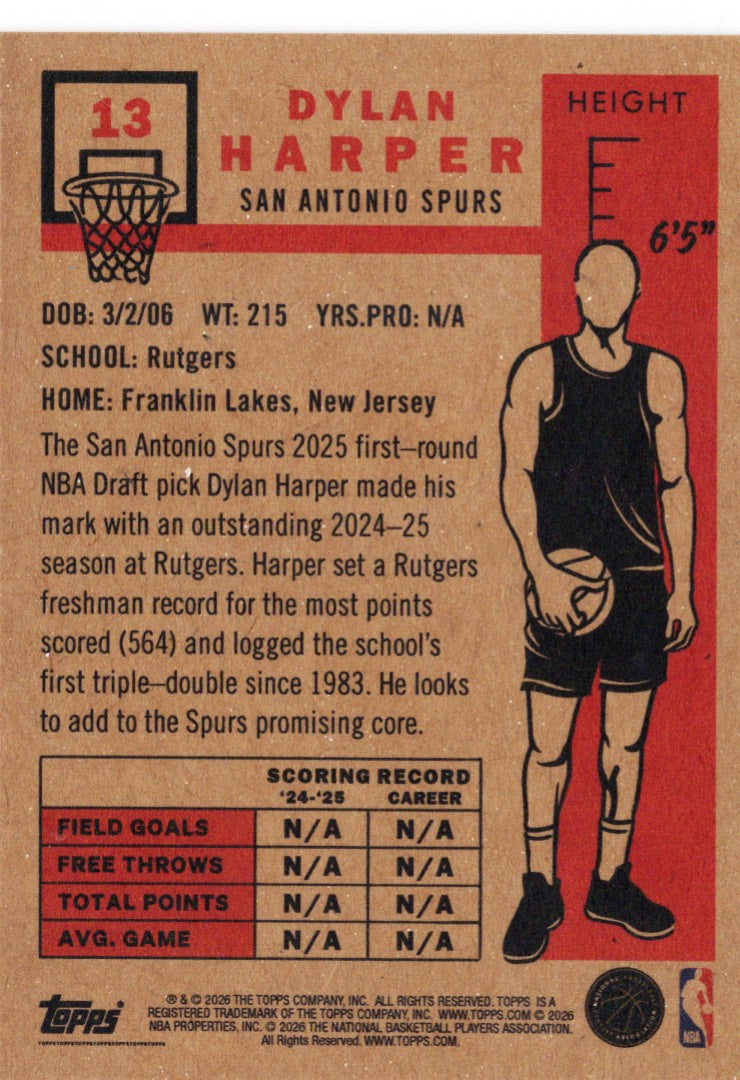 13
DYLAN
HARPER
SAN ANTONIO SPURS
HEIGHT
6'5"
DOB: 3/2/06 WT: 215 YRS.PRO: N/A
SCHOOL: Rutgers
HOME: Franklin Lakes, New Jersey
The San Antonio Spurs 2025 first–round
NBA Draft pick Dylan Harper made his
mark with an outstanding 2024–25
season at Rutgers. Harper set a Rutgers
freshman record for the most points
scored (564) and logged the school's
first triple–double since 1983. He looks
to add to the Spurs promising core.
SCORING RECORD
'24-'25 CAREER
FIELD GOALS N/A N/A
FREE THROWS N/A N/A
TOTAL POINTS N/A N/A
AVG. GAME N/A N/A
Topps
® & © 2026 THE TOPPS COMPANY, INC. ALL RIGHTS RESERVED. TOPPS IS A
REGISTERED TRADEMARK OF THE TOPPS COMPANY, INC. WWW.TOPPS.COM © 2026
NBA PROPERTIES, INC. © 2026 THE NATIONAL BASKETBALL PLAYERS ASSOCIATION.
All Rights Reserved. WWW.TOPPS.COM.
NBA